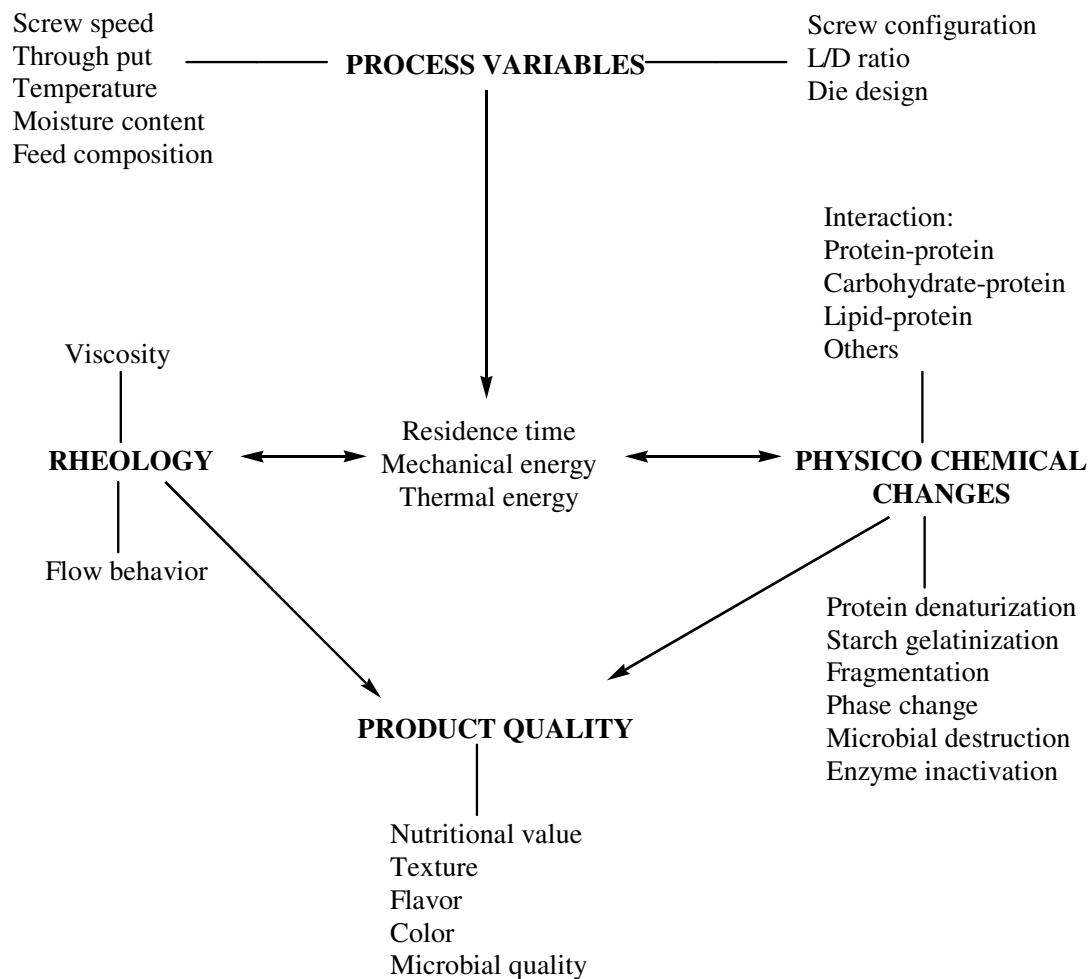 Screw speed
Through put
Temperature
Moisture content
Feed composition
PROCESS VARIABLES
Screw configuration
L/D ratio
Die design
Interaction:
Protein-protein
Carbohydrate-protein
Lipid-protein
Others
Viscosity
RHEOLOGY
Flow behavior
Residence time
Mechanical energy
Thermal energy
PHYSICO CHEMICAL
CHANGES
Protein denaturization
Starch gelatinization
Fragmentation
Phase change
Microbial destruction
Enzyme inactivation
PRODUCT QUALITY
Nutritional value
Texture
Flavor
Color
Microbial quality